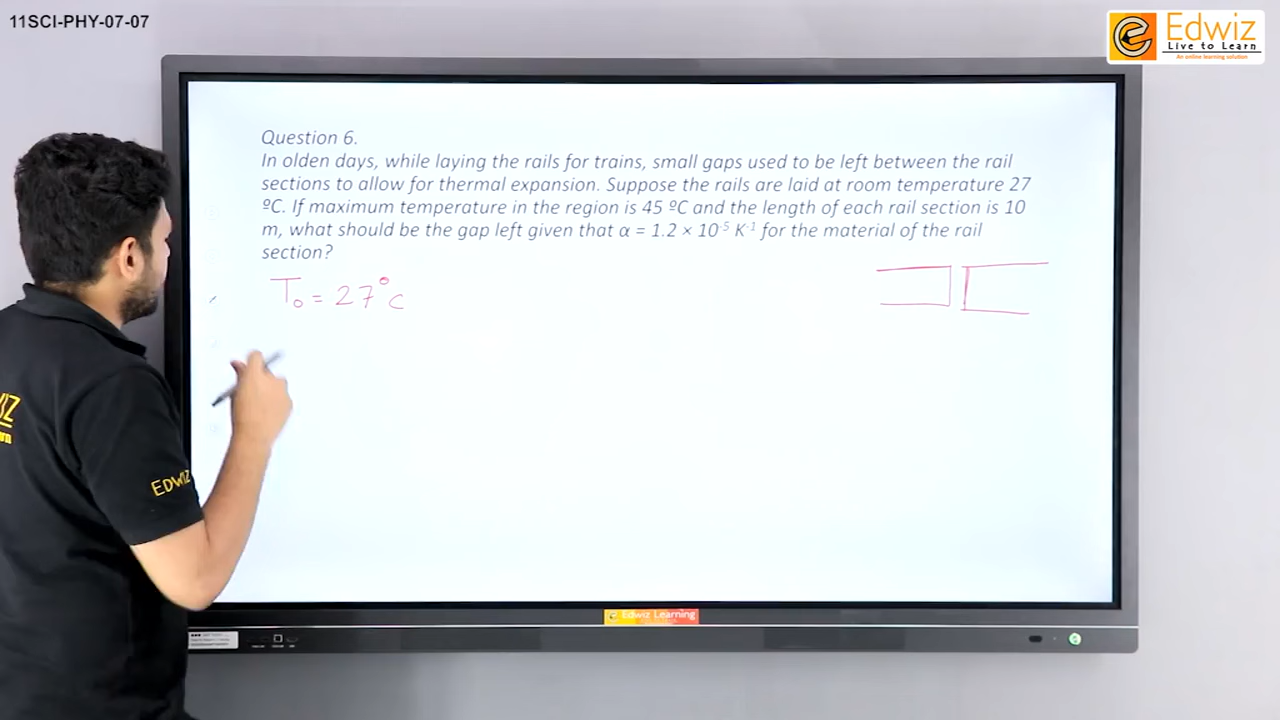 11SCI-PHY-07-07
Edwiz
Live to Learn
An online learning solution
Question 6.
In olden days, while laying the rails for trains, small gaps used to be left between the rail
sections to allow for thermal expansion. Suppose the rails are laid at room temperature 27
ºC. If maximum temperature in the region is 45 ºC and the length of each rail section is 10
m, what should be the gap left given that α = 1.2 × 10⁻⁵ K⁻¹ for the material of the rail
section?
T₀ = 27°C
EDWIZ
Edwiz Learning